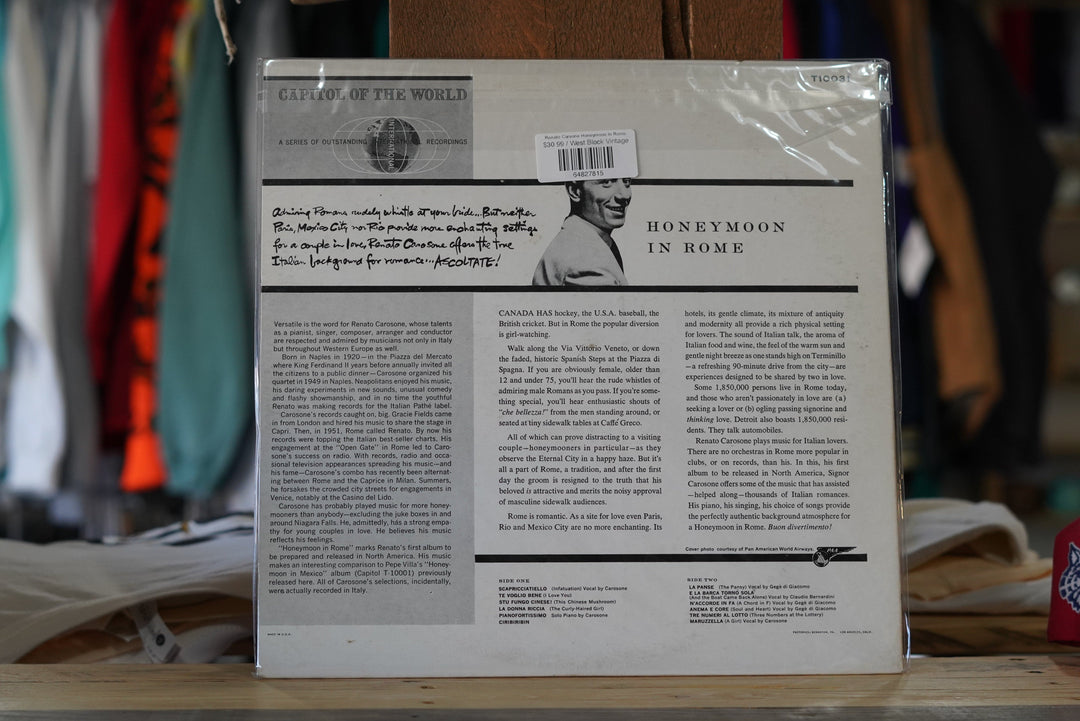 CAPITOL OF THE WORLD
A SERIES OF OUTSTANDING INTERNATIONAL RECORDINGS
Renato Carosone Honeymoon in Rome
$30.99 / West Block Vintage
64827815
Admiring Romans rudely whistle at your bride...But neither
Paris, Mexico City nor Rio provide more enchanting settings
for a couple in love, Renato Carosone offers the true
Italian background for romance...ASCOLTATE!
HONEYMOON
IN ROME
Versatile is the word for Renato Carosone, whose talents
as a pianist, singer, composer, arranger and conductor
are respected and admired by musicians not only in Italy
but throughout Western Europe as well.
Born in Naples in 1920—in the Piazza del Mercato
where King Ferdinand II years before annually invited all
the citizens to a public dinner—Carosone organized his
quartet in 1949 in Naples. Neapolitans enjoyed his music,
his daring experiments in new sounds, unusual comedy
and flashy showmanship, and in no time the youthful
Renato was making records for the Italian Pathé label.
Carosone's records caught on, big. Gracie Fields came
in from London and hired his music to share the stage in
Capri. Then, in 1951, Rome called Renato. By now his
records were topping the Italian best-seller charts. His
engagement at the "Open Gate" in Rome led to Caro-
sone's success on radio. With records, radio and occa-
sional television appearances spreading his music—and
his fame—Carosone's combo has recently been alternat-
ing between Rome and the Caprice in Milan. Summers,
he forsakes the crowded city streets for engagements in
Venice, notably at the Casino del Lido.
Carosone has probably played music for more honey-
mooners than anybody—excluding the juke boxes in and
around Niagara Falls. He, admittedly, has a strong empa-
thy for young couples in love. He believes his music
reflects his.
"Honeymoon in Rome" marks Renato's first album to
be prepared and released in North America. His music
makes an interesting comparison to Pepe Villa's "Honey-
moon in Mexico" album (Capitol T-10001) previously
released here. All of Carosone's selections, incidentally,
were actually recorded in Italy.
CANADA HAS hockey, the U.S.A. baseball, the
British cricket. But in Rome the popular diversion
is girl-watching.
Walk along the Via Vittorio Veneto, or down
the faded, historic Spanish Steps at the Piazza di
Spagna. If you are obviously female, older than
12 and under 75, you'll hear the rude whistles of
admiring male Romans as you pass. If you're some-
thing special, you'll hear enthusiastic shouts of
"che bellezza!" from the men standing around, or
seated at tiny sidewalk tables at Caffé Greco.
All of which can prove distracting to a visiting
couple—honeymooners in particular—as they
observe the Eternal City in a happy haze. But it's
all a part of Rome, a tradition, and after the first
day the groom is resigned to the truth that his
beloved is attractive and merits the noisy approval
of masculine sidewalk audiences.
Rome is romantic. As a site for love even Paris,
Rio and Mexico City are no more enchanting. Its
hotels, its gentle climate, its mixture of antiquity
and modernity all provide a rich physical setting
for lovers. The sound of Italian talk, the aroma of
Italian food and wine, the feel of the warm sun and
gentle night breeze as one stands high on Terminillo
—a refreshing 90-minute drive from the city—are
experiences designed to be shared by two in love.
Some 1,850,000 persons live in Rome today,
and those who aren't passionately in love are (a)
seeking a lover or (b) ogling passing signorine and
thinking love. Detroit also boasts 1,850,000 resi-
dents. They talk automobiles.
Renato Carosone plays music for Italian lovers.
There are no orchestras in Rome more popular in
clubs, or on records, than his. In this, his first
album to be released in North America, Signor
Carosone offers some of the music that has assisted
—helped along—thousands of Italian romances.
His piano, his singing, his choice of songs provide
the perfectly authentic background atmosphere for
a Honeymoon in Rome. Buon divertimento!
Cover photo courtesy of Pan American World Airways.
PAA
SIDE ONE
SCAPRICCIATIELLO (Infatuation) Vocal by Carosone
TE VOGLIO BENE (I Love You)
STU FUNGO CINESE! (This Chinese Mushroom)
LA DONNA RICCIA (The Curly-Haired Girl)
PIANOFORTISSIMO Solo Piano by Carosone
CIRIBIRIBIN
SIDE TWO
LA PANSE (The Pansy) Vocal by Gegè di Giacomo
E LA BARCA TORNÒ SOLA
(And the Boat Came Back Alone) Vocal by Claudio Bernardini
N'ACCORDE IN FA (A Chord in F) Vocal by Gegè di Giacomo
ANEMA E CORE (Soul and Heart) Vocal by Gegè di Giacomo
TRE NUMERI AL LOTTO (Three Numbers at the Lottery)
MARUZZELLA (A Girl) Vocal by Carosone
MADE IN U.S.A.